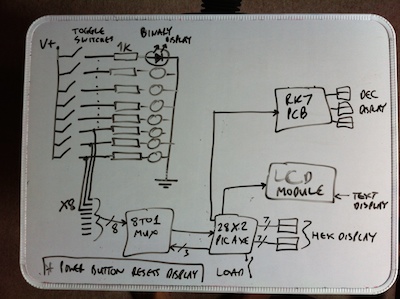 TOGGLE
SWITCHES
V+
1K
BINARY
DISPLAY
RK7
PCB
DEC
DISPLAY
LCD
MODULE
TEXT
DISPLAY
X8
8
8 TO 1
MUX
3
28X2
PICAXE
7
7
HEX DISPLAY
LOAD
* POWER BUTTON RESETS DISPLAY